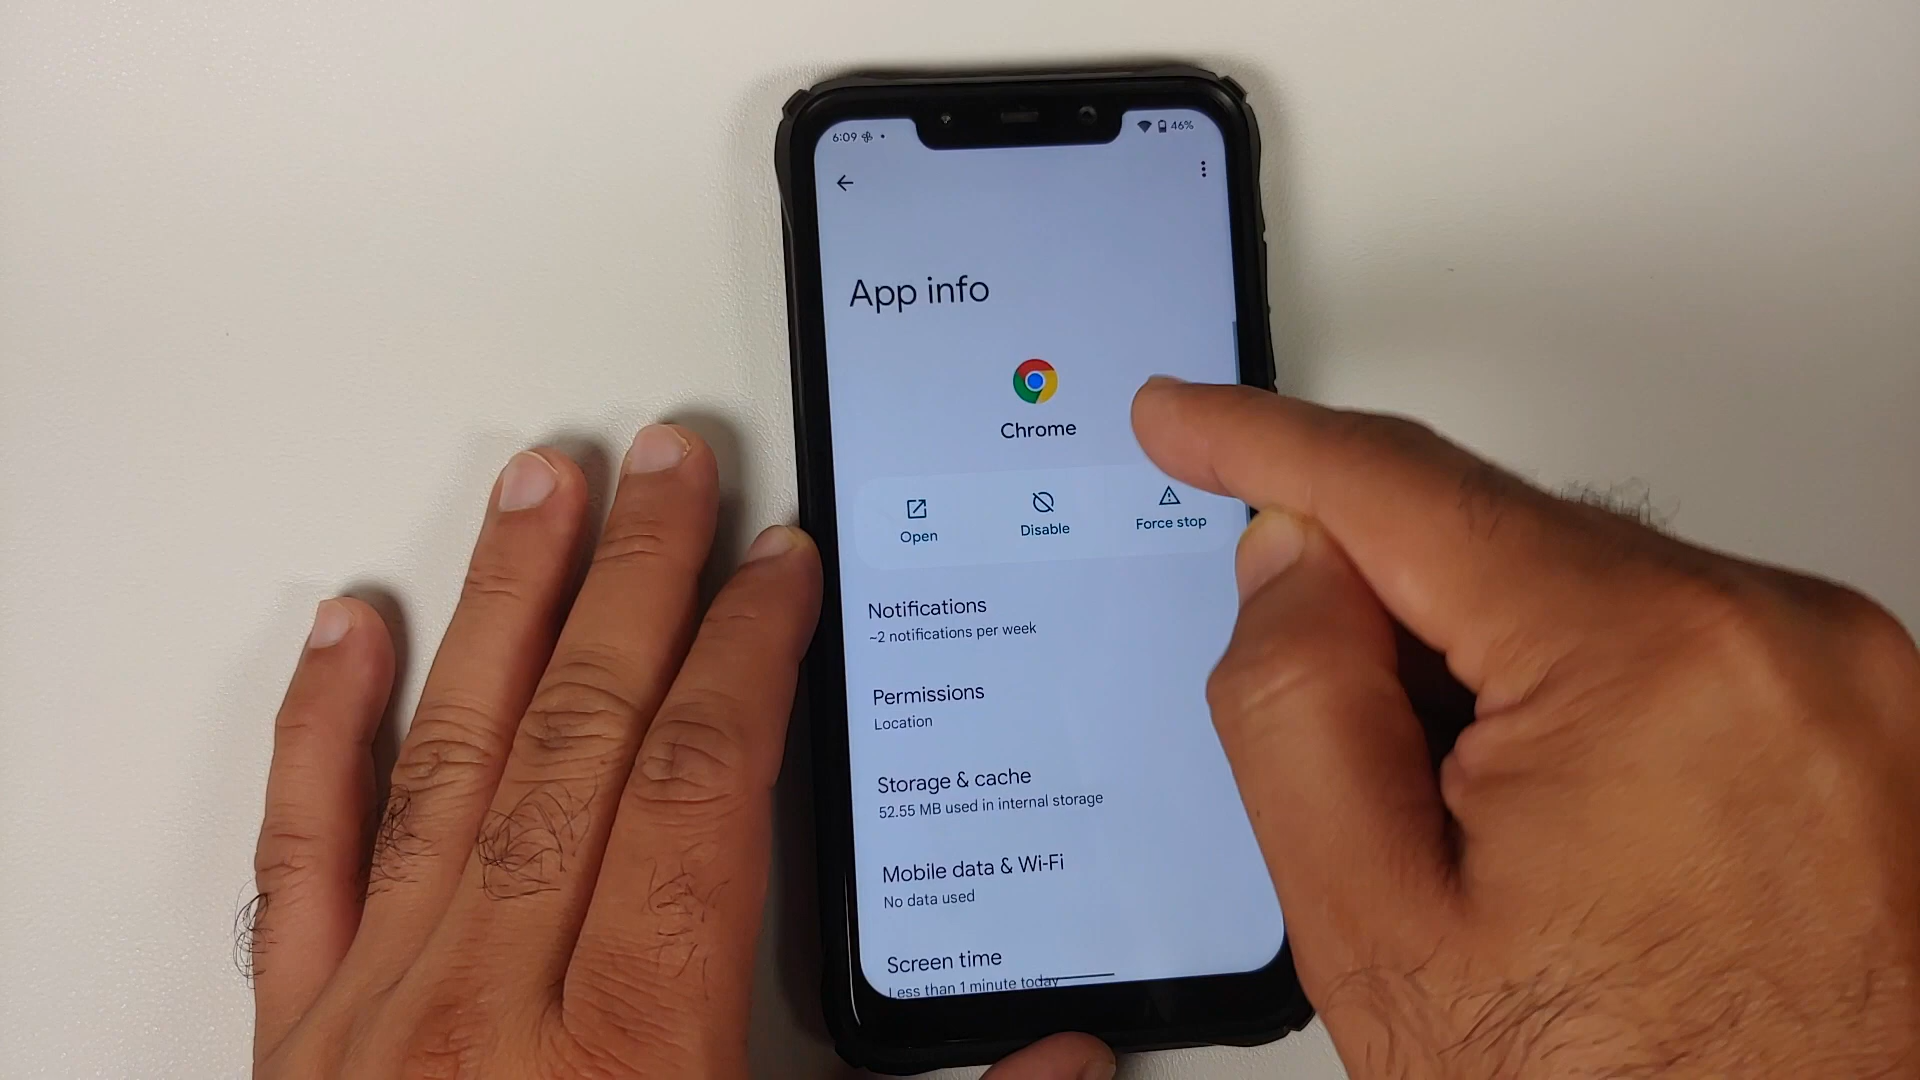 6:09
46%
App info
Chrome
Open
Disable
Force stop
Notifications
~2 notifications per week
Permissions
Location
Storage & cache
52.55 MB used in internal storage
Mobile data & Wi-Fi
No data used
Screen time
Less than 1 minute today